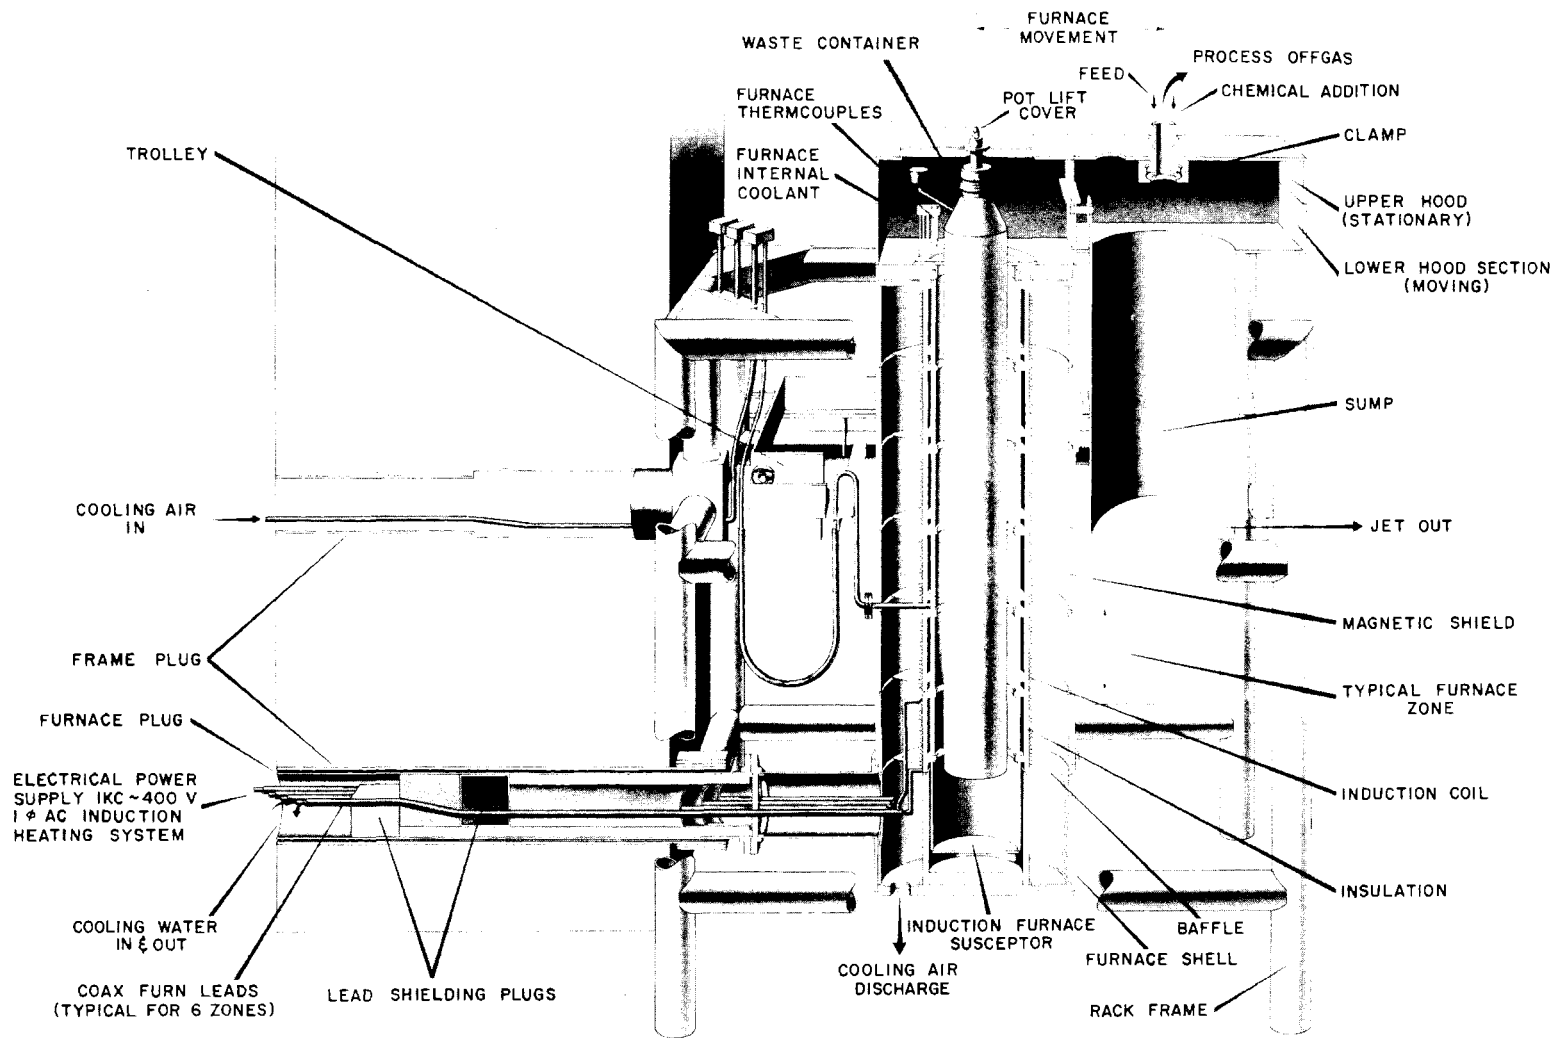 FURNACE
MOVEMENT
WASTE CONTAINER
PROCESS OFFGAS
FEED
CHEMICAL ADDITION
POT LIFT
COVER
FURNACE
THERMCOUPLES
CLAMP
TROLLEY
FURNACE
INTERNAL
COOLANT
UPPER HOOD
(STATIONARY)
LOWER HOOD SECTION
(MOVING)
SUMP
COOLING AIR
IN
JET OUT
MAGNETIC SHIELD
FRAME PLUG
TYPICAL FURNACE
ZONE
FURNACE PLUG
ELECTRICAL POWER
SUPPLY IKC ~ 400 V
I φ AC INDUCTION
HEATING SYSTEM
INDUCTION COIL
INSULATION
COOLING WATER
IN & OUT
INDUCTION FURNACE
SUSCEPTOR
BAFFLE
FURNACE SHELL
COOLING AIR
DISCHARGE
COAX FURN LEADS
(TYPICAL FOR 6 ZONES)
LEAD SHIELDING PLUGS
RACK FRAME